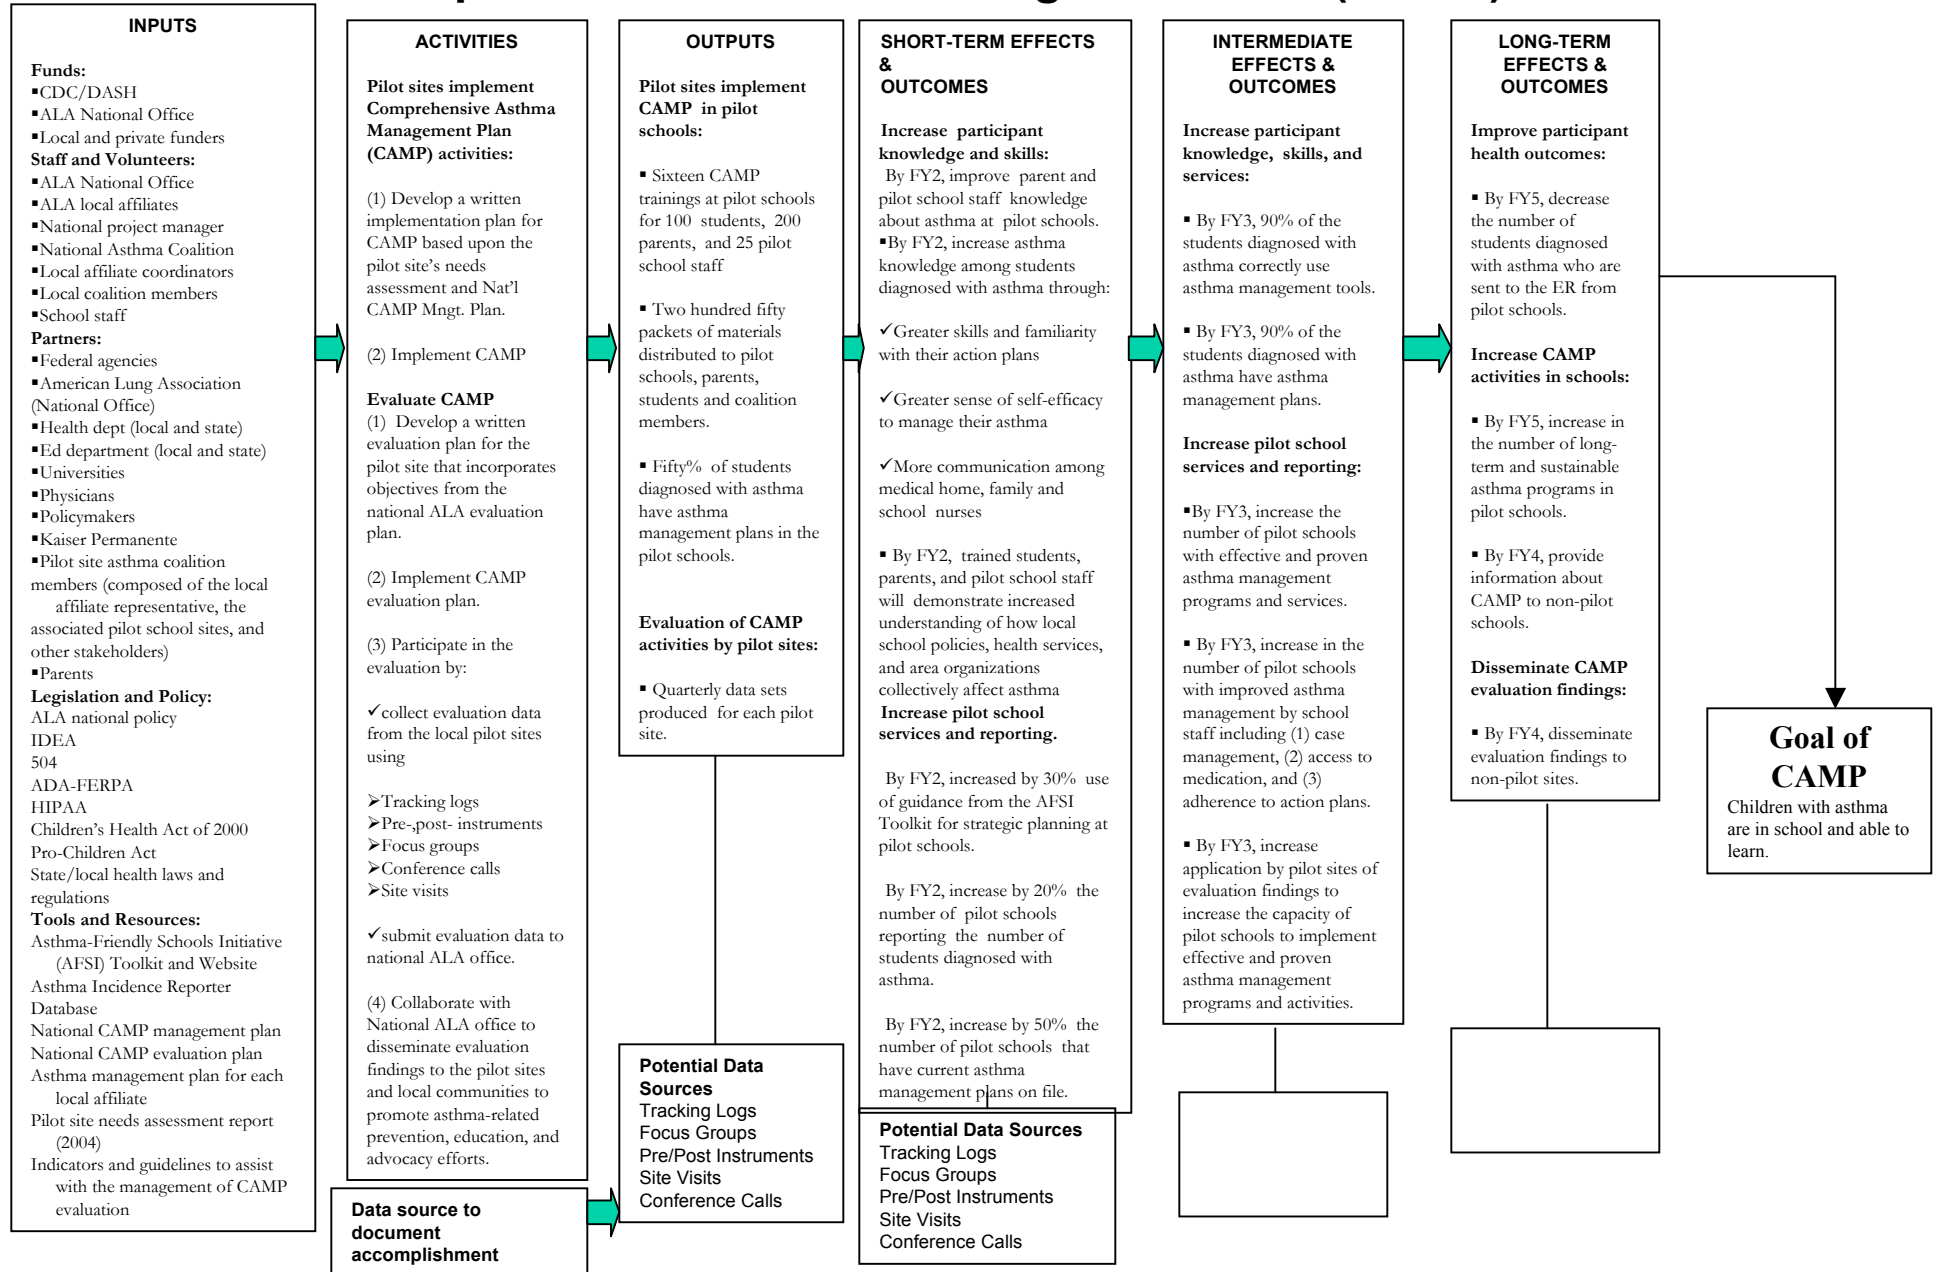 INPUTS
Funds:
▪CDC/DASH
▪ALA National Office
▪Local and private funders
Staff and Volunteers:
▪ALA National Office
▪ALA local affiliates
▪National project manager
▪National Asthma Coalition
▪Local affiliate coordinators
▪Local coalition members
▪School staff
Partners:
▪Federal agencies
▪American Lung Association
(National Office)
▪Health dept (local and state)
▪Ed department (local and state)
▪Universities
▪Physicians
▪Policymakers
▪Kaiser Permanente
▪Pilot site asthma coalition
members (composed of the local
affiliate representative, the
associated pilot school sites, and
other stakeholders)
▪Parents
Legislation and Policy:
ALA national policy
IDEA
504
ADA-FERPA
HIPAA
Children's Health Act of 2000
Pro-Children Act
State/local health laws and
regulations
Tools and Resources:
Asthma-Friendly Schools Initiative
(AFSI) Toolkit and Website
Asthma Incidence Reporter
Database
National CAMP management plan
National CAMP evaluation plan
Asthma management plan for each
local affiliate
Pilot site needs assessment report
(2004)
Indicators and guidelines to assist
with the management of CAMP
evaluation
ACTIVITIES
Pilot sites implement
Comprehensive Asthma
Management Plan
(CAMP) activities:
(1) Develop a written
implementation plan for
CAMP based upon the
pilot site's needs
assessment and Nat'l
CAMP Mngt. Plan.
(2) Implement CAMP
Evaluate CAMP
(1) Develop a written
evaluation plan for the
pilot site that incorporates
objectives from the
national ALA evaluation
plan.
(2) Implement CAMP
evaluation plan.
(3) Participate in the
evaluation by:
✓collect evaluation data
from the local pilot sites
using
➢Tracking logs
➢Pre-,post- instruments
➢Focus groups
➢Conference calls
➢Site visits
✓submit evaluation data to
national ALA office.
(4) Collaborate with
National ALA office to
disseminate evaluation
findings to the pilot sites
and local communities to
promote asthma-related
prevention, education, and
advocacy efforts.
Data source to
document
accomplishment
OUTPUTS
Pilot sites implement
CAMP in pilot
schools:
▪ Sixteen CAMP
trainings at pilot schools
for 100 students, 200
parents, and 25 pilot
school staff
▪ Two hundred fifty
packets of materials
distributed to pilot
schools, parents,
students and coalition
members.
▪ Fifty% of students
diagnosed with asthma
have asthma
management plans in the
pilot schools.
Evaluation of CAMP
activities by pilot sites:
▪ Quarterly data sets
produced for each pilot
site.
Potential Data
Sources
Tracking Logs
Focus Groups
Pre/Post Instruments
Site Visits
Conference Calls
SHORT-TERM EFFECTS
&
OUTCOMES
Increase participant
knowledge and skills:
By FY2, improve parent and
pilot school staff knowledge
about asthma at pilot schools.
▪By FY2, increase asthma
knowledge among students
diagnosed with asthma through:
✓Greater skills and familiarity
with their action plans
✓Greater sense of self-efficacy
to manage their asthma
✓More communication among
medical home, family and
school nurses
▪ By FY2, trained students,
parents, and pilot school staff
will demonstrate increased
understanding of how local
school policies, health services,
and area organizations
collectively affect asthma
Increase pilot school
services and reporting.
By FY2, increased by 30% use
of guidance from the AFSI
Toolkit for strategic planning at
pilot schools.
By FY2, increase by 20% the
number of pilot schools
reporting the number of
students diagnosed with
asthma.
By FY2, increase by 50% the
number of pilot schools that
have current asthma
management plans on file.
Potential Data Sources
Tracking Logs
Focus Groups
Pre/Post Instruments
Site Visits
Conference Calls
INTERMEDIATE
EFFECTS &
OUTCOMES
Increase participant
knowledge, skills, and
services:
▪ By FY3, 90% of the
students diagnosed with
asthma correctly use
asthma management tools.
▪ By FY3, 90% of the
students diagnosed with
asthma have asthma
management plans.
Increase pilot school
services and reporting:
▪By FY3, increase the
number of pilot schools
with effective and proven
asthma management
programs and services.
▪ By FY3, increase in the
number of pilot schools
with improved asthma
management by school
staff including (1) case
management, (2) access to
medication, and (3)
adherence to action plans.
▪ By FY3, increase
application by pilot sites of
evaluation findings to
increase the capacity of
pilot schools to implement
effective and proven
asthma management
programs and activities.
LONG-TERM
EFFECTS &
OUTCOMES
Improve participant
health outcomes:
▪ By FY5, decrease
the number of
students diagnosed
with asthma who are
sent to the ER from
pilot schools.
Increase CAMP
activities in schools:
▪ By FY5, increase in
the number of long-
term and sustainable
asthma programs in
pilot schools.
▪ By FY4, provide
information about
CAMP to non-pilot
schools.
Disseminate CAMP
evaluation findings:
▪ By FY4, disseminate
evaluation findings to
non-pilot sites.
Goal of
CAMP
Children with asthma
are in school and able to
learn.